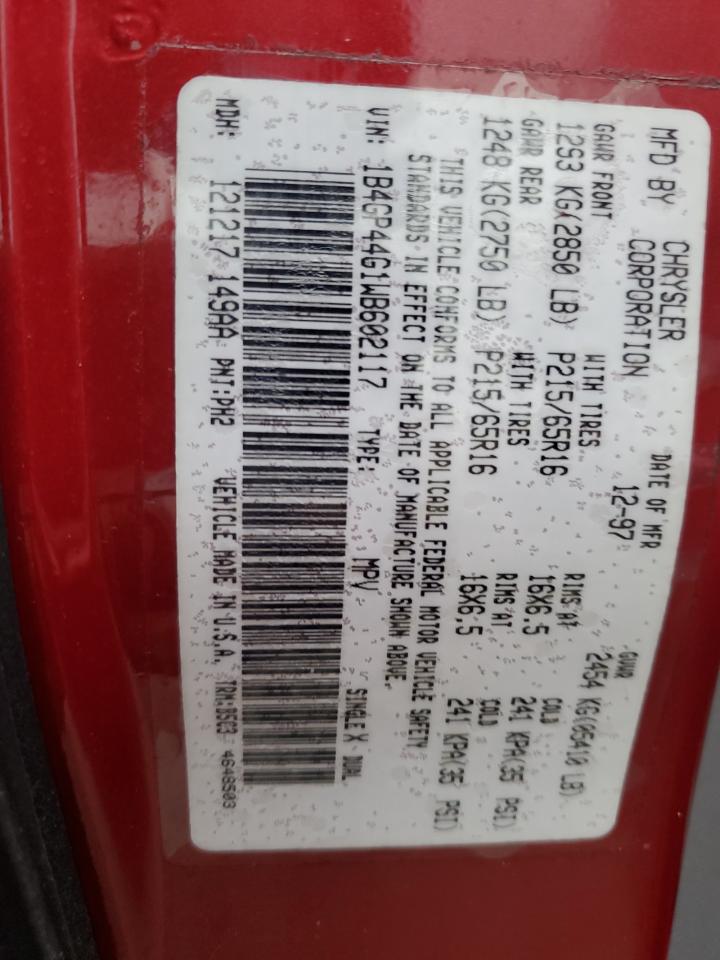 MFD BY CHRYSLER CORPORATION DATE OF MFR 12-97 GVWR 2454 KG(05410 LB)
GAWR FRONT WITH TIRES RIMS AT COLD
1293 KG(2850 LB) P215/65R16 16X6.5 241 KPA(35 PSI)
GAWR REAR WITH TIRES RIMS AT COLD
1248 KG(2750 LB) P215/65R16 16X6.5 241 KPA(35 PSI)
THIS VEHICLE CONFORMS TO ALL APPLICABLE FEDERAL MOTOR VEHICLE SAFETY
STANDARDS IN EFFECT ON THE DATE OF MANUFACTURE SHOWN ABOVE.
VIN: 1B4GP44G1WB602117 TYPE: MPV SINGLE X DUAL
MDH: 121217 149AA PNT:PH2 VEHICLE MADE IN U.S.A. TRM:B5C3 4648503